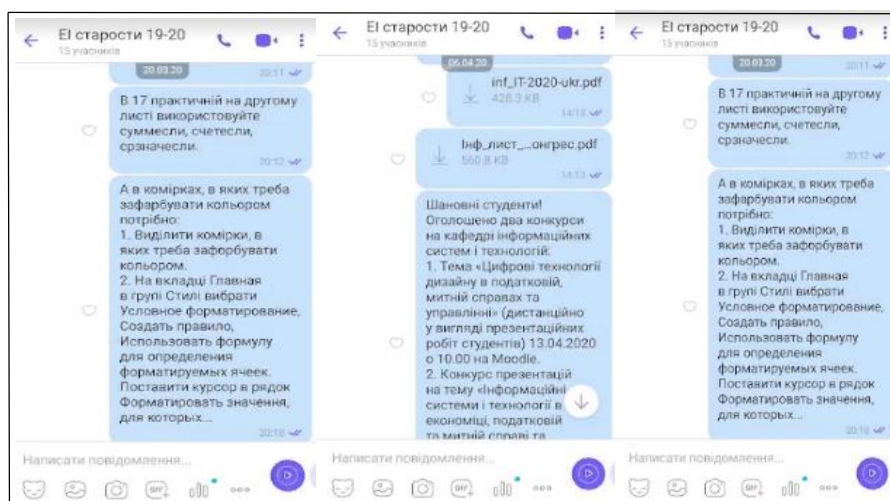 ЕІ старости 19-20
15 учасників
20.03.20
20:11
В 17 практичній на другому
листі використовуйте
суммесли, счетесли,
срзначесли.
20:12
А в комірках, в яких треба
зафарбувати кольором
потрібно:
1. Виділити комірки, в
яких треба зафорбувати
кольором.
2. На вкладці Главная
в групі Стилі вибрати
Условное форматирование,
Создать правило,
Использовать формулу
для определения
форматируемых ячеек.
Поставити курсор в рядок
Форматировать значення,
для которых...
20:18
Написати повідомлення...
GIF
ЕІ старости 19-20
15 учасників
06.04.20
inf_IT-2020-ukr.pdf
428.3 KB
14:13
Інф_лист_...онгрес.pdf
560.8 KB
14:13
Шановні студенти!
Оголошено два конкурси
на кафедрі інформаційних
систем і технологій:
1. Тема «Цифрові технології
дизайну в податковій,
митній справах та
управлінні» (дистанційно
у вигляді презентаційних
робіт студентів) 13.04.2020
о 10.00 на Moodle.
2. Конкурс презентацій
на тему «Інформаційні
системи і технології в
економіці, податковій
та митній справі та
Написати повідомлення...
GIF
ЕІ старости 19-20
15 учасників
20.03.20
20:11
В 17 практичній на другому
листі використовуйте
суммесли, счетесли,
срзначесли.
20:12
А в комірках, в яких треба
зафарбувати кольором
потрібно:
1. Виділити комірки, в
яких треба зафорбувати
кольором.
2. На вкладці Главная
в групі Стилі вибрати
Условное форматирование,
Создать правило,
Использовать формулу
для определения
форматируемых ячеек.
Поставити курсор в рядок
Форматировать значення,
для которых...
20:18
Написати повідомлення...
GIF